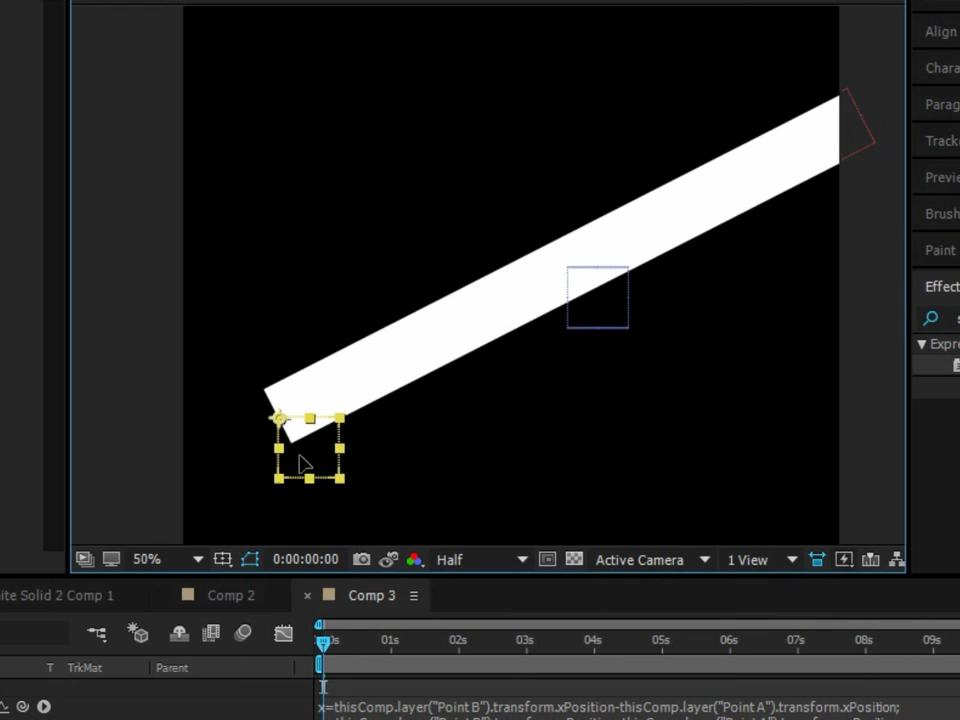 Align
Chara
Parag
Track
Previe
Brush
Paint
Effect
Expre
50%
0:00:00:00
Half
Active Camera
1 View
ite Solid 2 Comp 1
Comp 2
Comp 3
0s 01s 02s 03s 04s 05s 06s 07s 08s 09s
T TrkMat Parent
x=thisComp.layer("Point B").transform.xPosition-thisComp.layer("Point A").transform.xPosition;